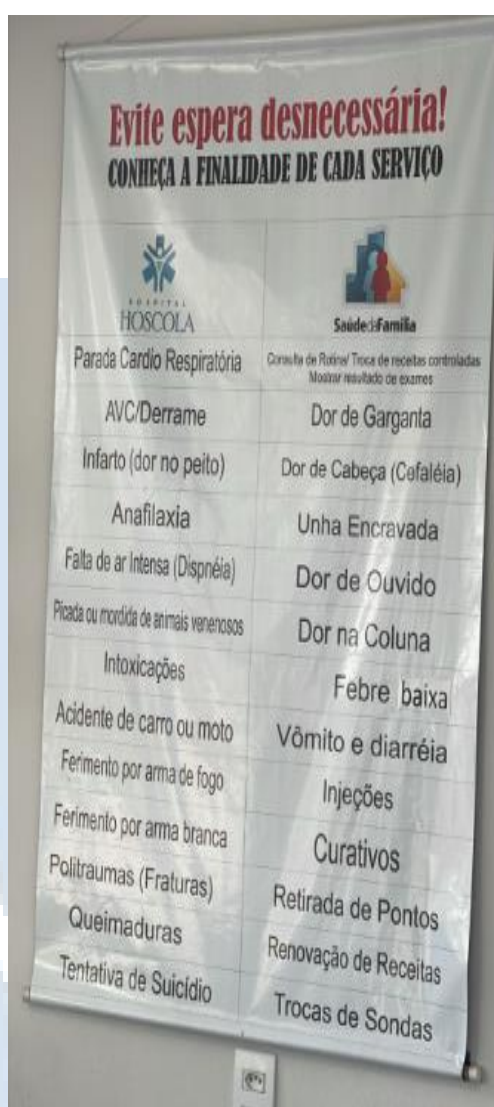 Evite espera desnecessária!
CONHEÇA A FINALIDADE DE CADA SERVIÇO
HOSPITAL
HOSCOLA
Parada Cardio Respiratória
AVC/Derrame
Infarto (dor no peito)
Anafilaxia
Falta de ar Intensa (Dispnéia)
Picada ou mordida de animais venenosos
Intoxicações
Acidente de carro ou moto
Ferimento por arma de fogo
Ferimento por arma branca
Politraumas (Fraturas)
Queimaduras
Tentativa de Suicídio
Saúde da Família
Consulta de Rotina/ Troca de receitas controladas
Mostrar resultado de exames
Dor de Garganta
Dor de Cabeça (Cefaléia)
Unha Encravada
Dor de Ouvido
Dor na Coluna
Febre baixa
Vômito e diarréia
Injeções
Curativos
Retirada de Pontos
Renovação de Receitas
Trocas de Sondas